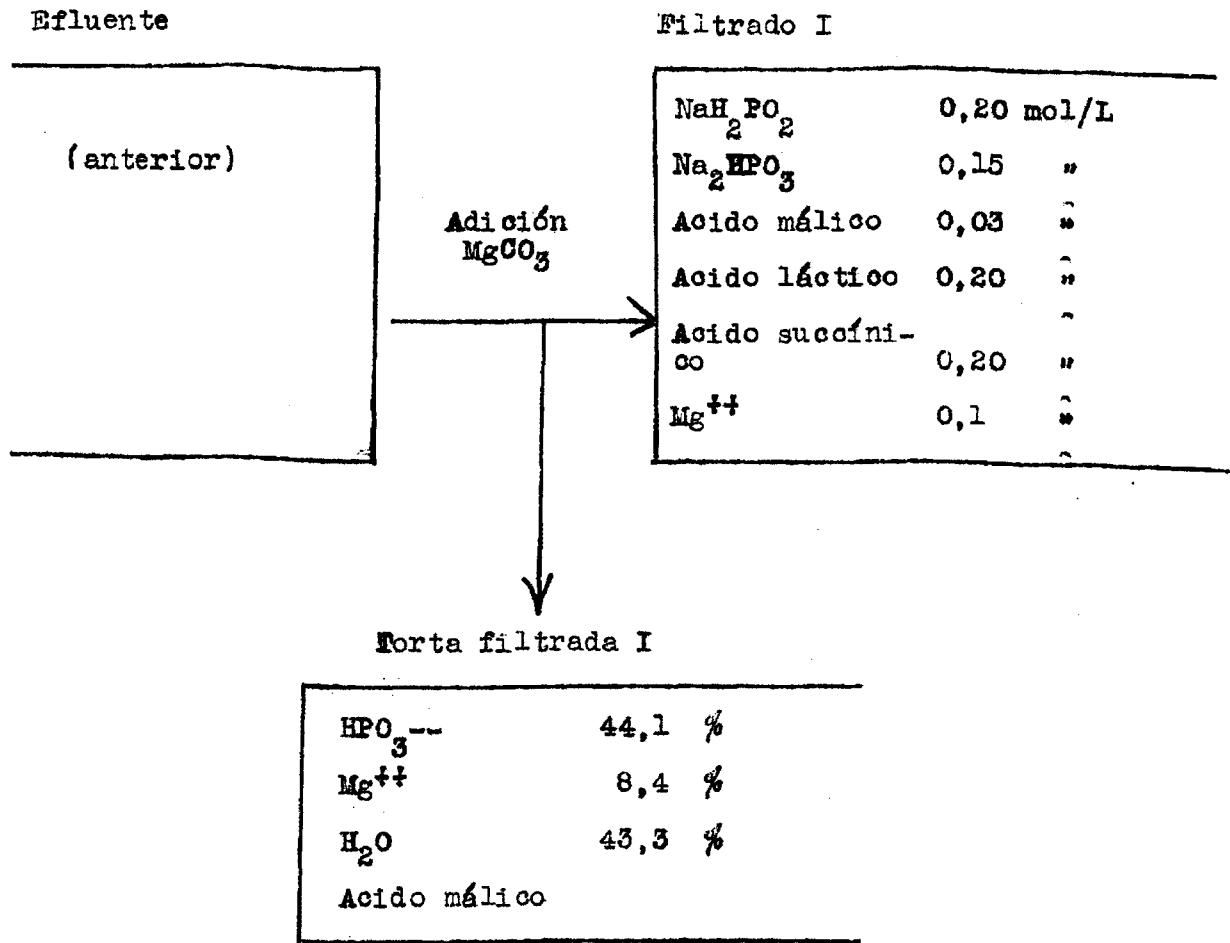 Efluente
(anterior)
Adición
MgCO3
Filtrado I
NaH2PO2 0,20 mol/L
Na2HPO3 0,15 "
Acido málico 0,03 "
Acido láctico 0,20 "
Acido succíni-
co 0,20 "
Mg++ 0,1 "
Torta filtrada I
HPO3-- 44,1 %
Mg++ 8,4 %
H2O 43,3 %
Acido málico